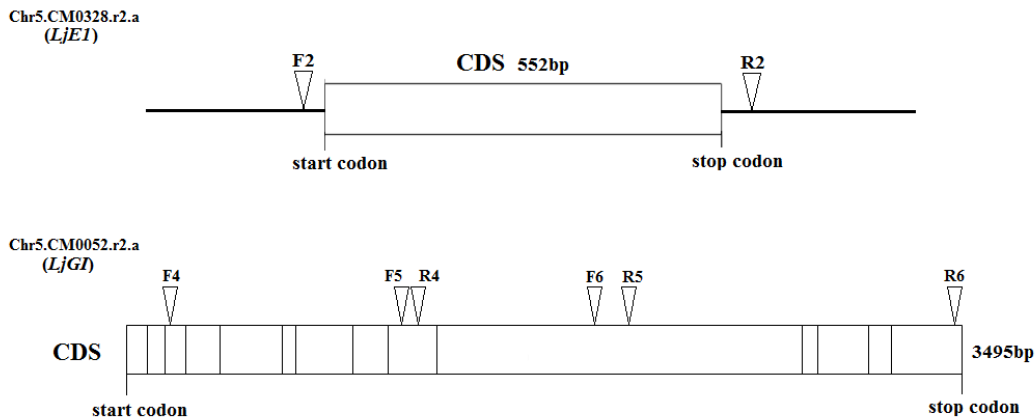 Chr5.CM0328.r2.a
(LjE1)
F2
CDS 552bp
R2
start codon
stop codon
Chr5.CM0052.r2.a
(LjGI)
F4
F5
R4
F6
R5
R6
CDS
3495bp
start codon
stop codon